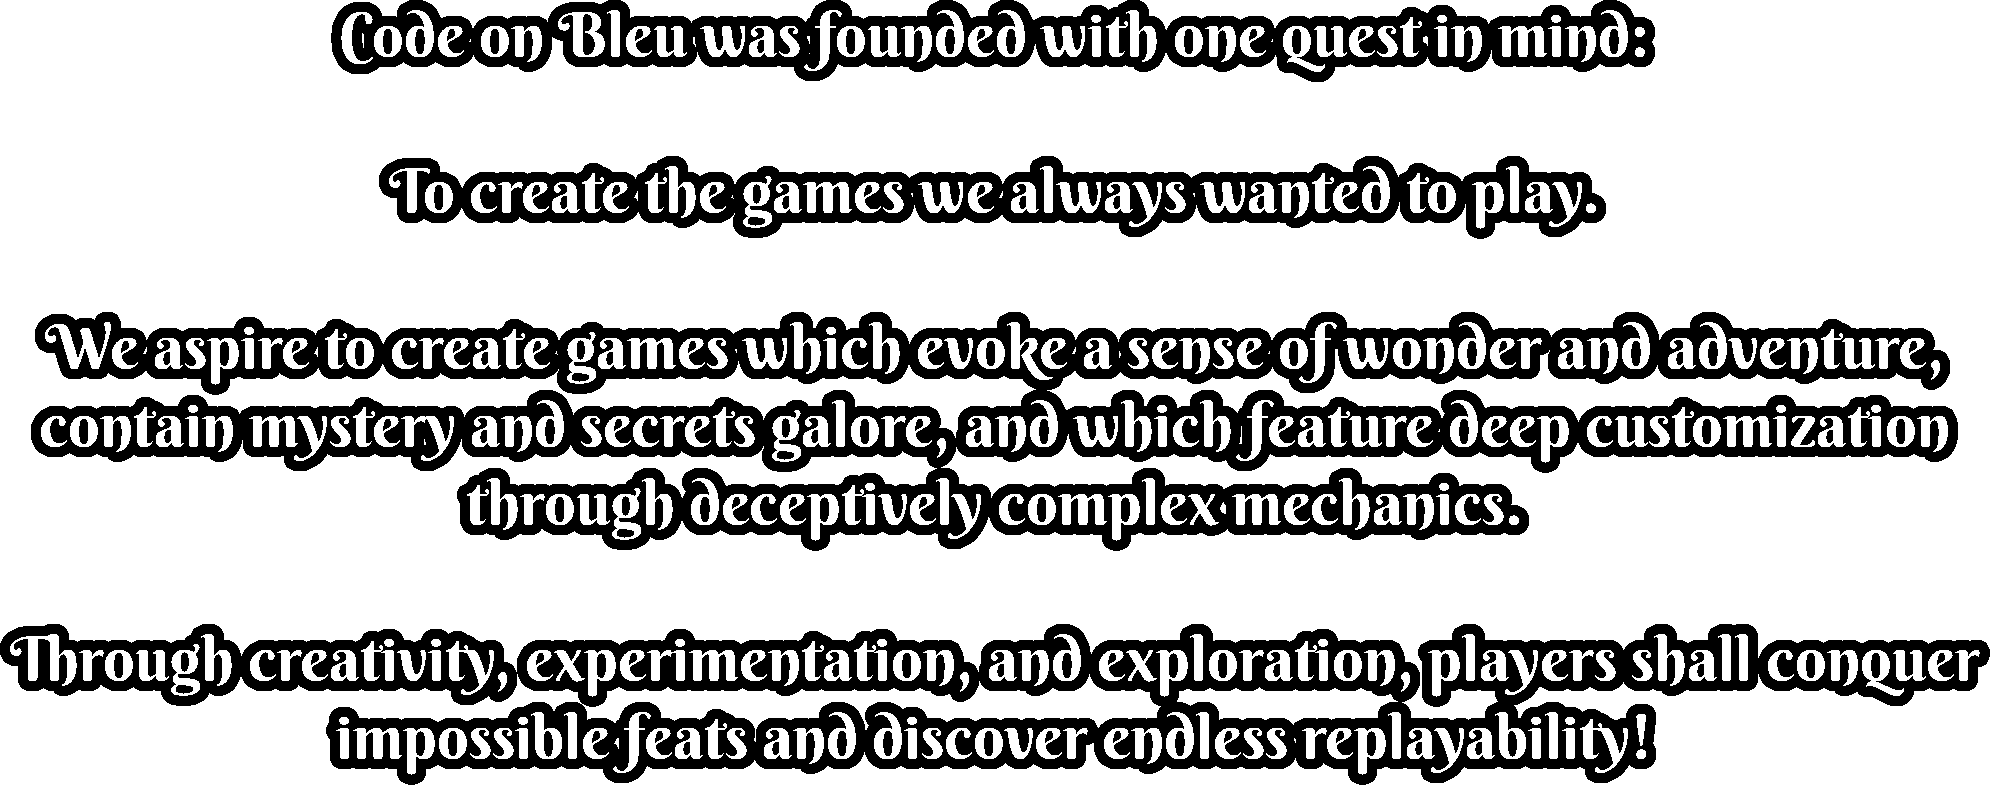 Code on Bleu was founded with one quest in mind:
To create the games we always wanted to play.
We aspire to create games which evoke a sense of wonder and adventure,
contain mystery and secrets galore, and which feature deep customization
through deceptively complex mechanics.
Through creativity, experimentation, and exploration, players shall conquer
impossible feats and discover endless replayability!